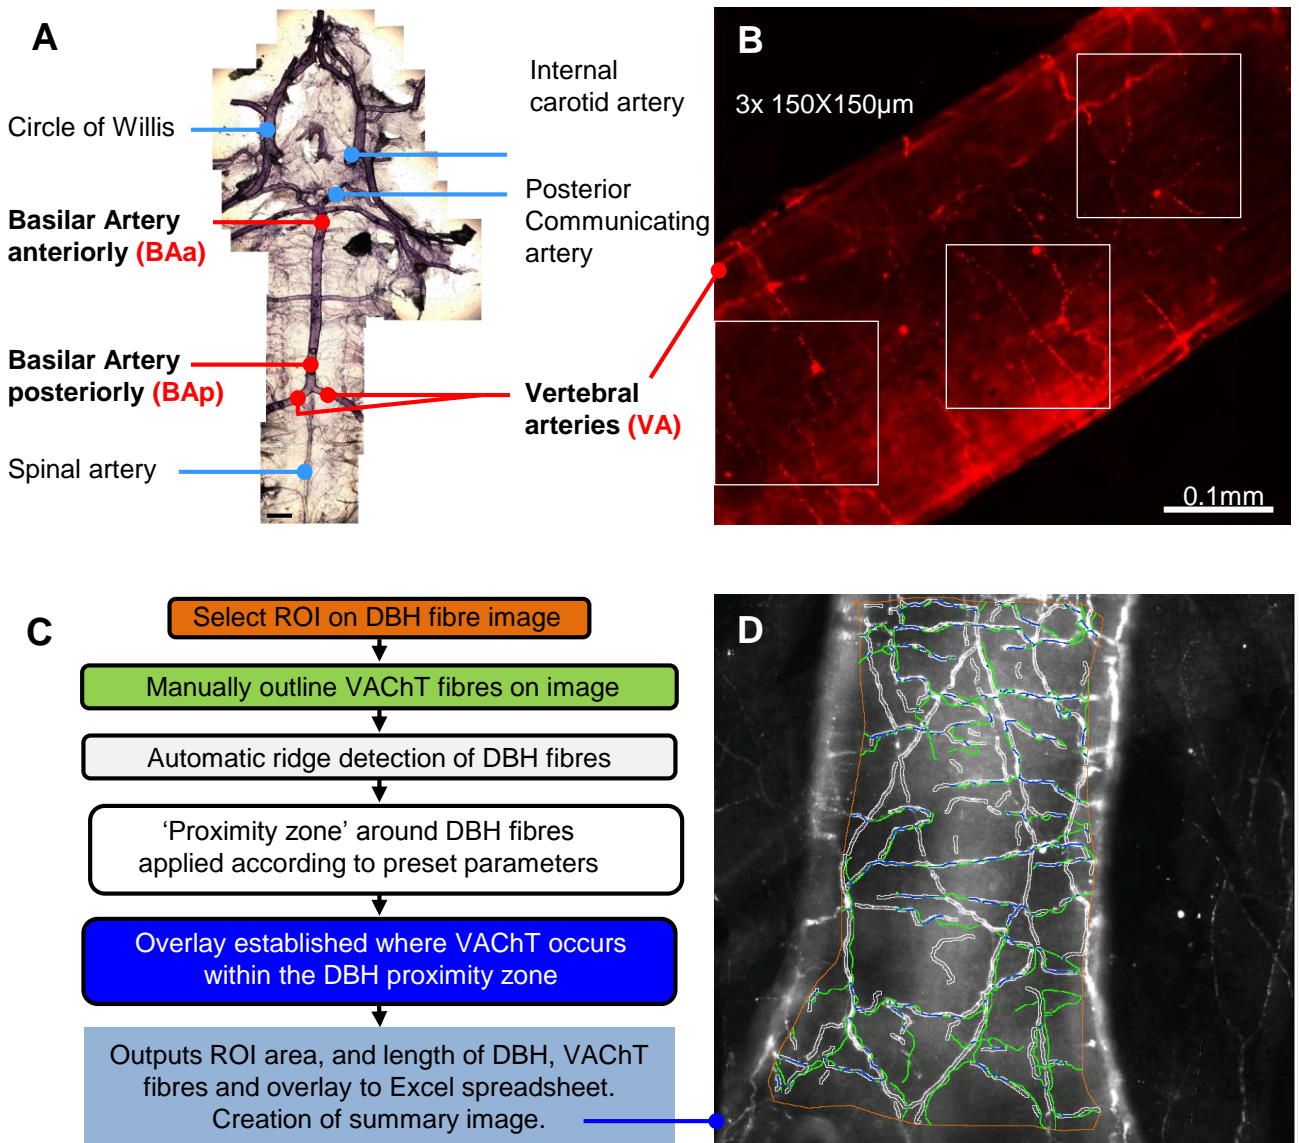 A
Circle of Willis
Internal
carotid artery
Posterior
Communicating
artery
Basilar Artery
anteriorly (BAa)
Basilar Artery
posteriorly (BAp)
Vertebral
arteries (VA)
Spinal artery
B
3x 150X150µm
0.1mm
C
Select ROI on DBH fibre image
Manually outline VAChT fibres on image
Automatic ridge detection of DBH fibres
‘Proximity zone’ around DBH fibres
applied according to preset parameters
Overlay established where VAChT occurs
within the DBH proximity zone
Outputs ROI area, and length of DBH, VAChT
fibres and overlay to Excel spreadsheet.
Creation of summary image.
D